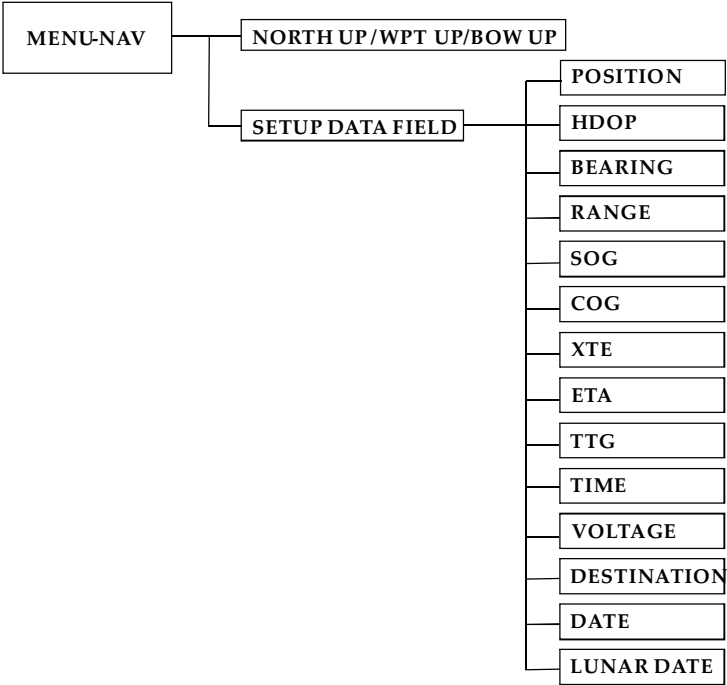 MENU-NAV
NORTH UP/WPT UP/BOW UP
SETUP DATA FIELD
POSITION
HDOP
BEARING
RANGE
SOG
COG
XTE
ETA
TTG
TIME
VOLTAGE
DESTINATION
DATE
LUNAR DATE